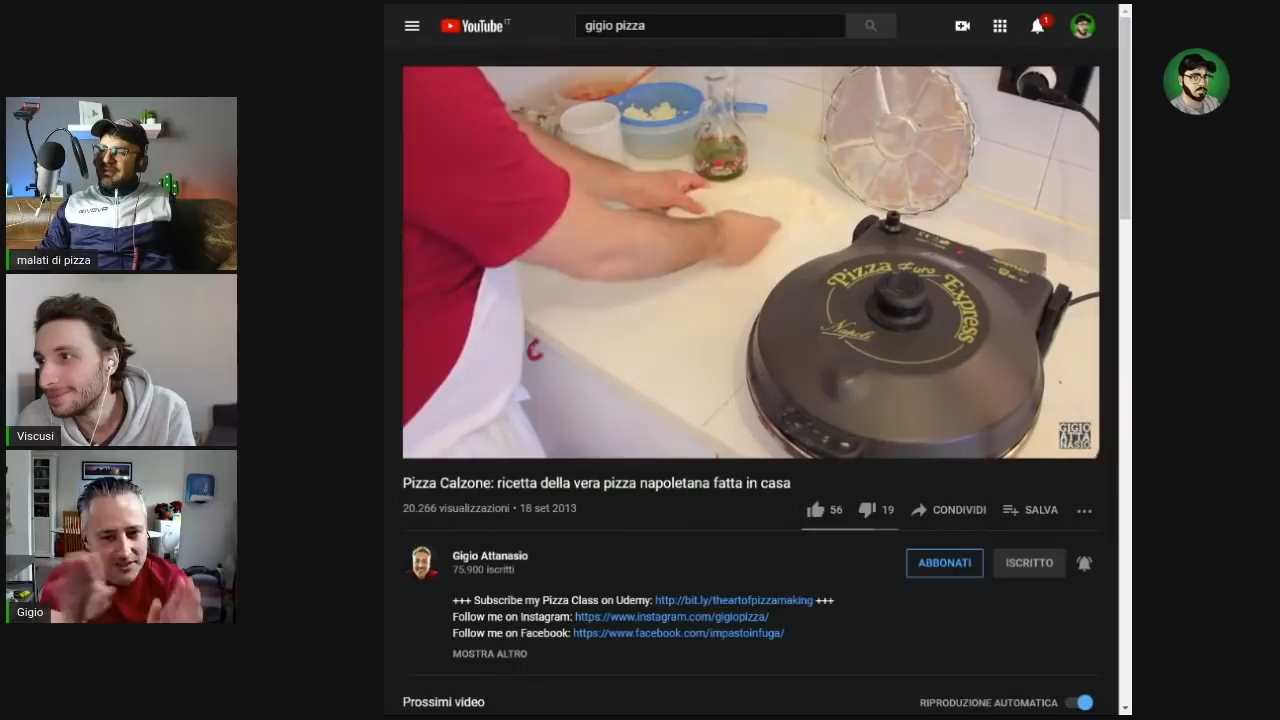 YouTube IT
gigio pizza
1
GIVOVA
malati di pizza
Viscusi
Gigio
Pizza Express
Furo
Napoli
GIGIO
ATTA
NASIO
Pizza Calzone: ricetta della vera pizza napoletana fatta in casa
20.266 visualizzazioni • 18 set 2013
56
19
CONDIVIDI
SALVA
Gigio Attanasio
75.900 iscritti
ABBONATI
ISCRITTO
+++ Subscribe my Pizza Class on Udemy: http://bit.ly/theartofpizzamaking +++
Follow me on Instagram: https://www.instagram.com/gigiopizza/
Follow me on Facebook: https://www.facebook.com/impastoinfuga/
MOSTRA ALTRO
Prossimi video
RIPRODUZIONE AUTOMATICA